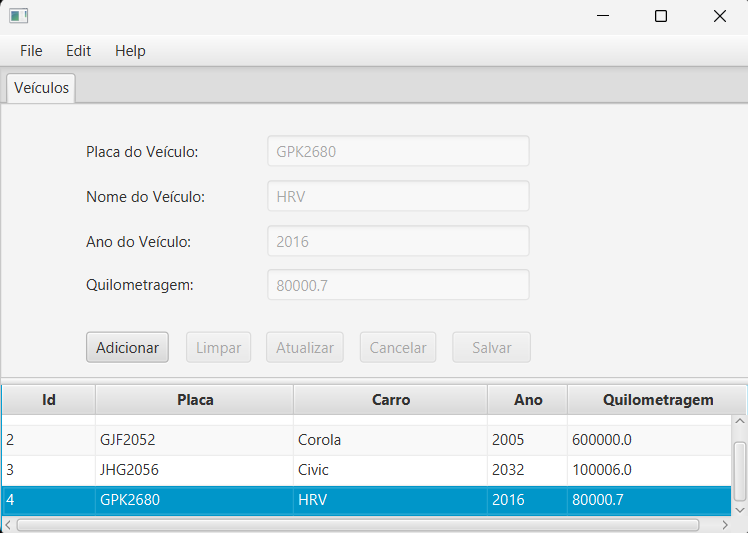 File Edit Help
Veículos
Placa do Veículo: GPK2680
Nome do Veículo: HRV
Ano do Veículo: 2016
Quilometragem: 80000.7
Adicionar Limpar Atualizar Cancelar Salvar
Id Placa Carro Ano Quilometragem
2 GJF2052 Corola 2005 600000.0
3 JHG2056 Civic 2032 100006.0
4 GPK2680 HRV 2016 80000.7